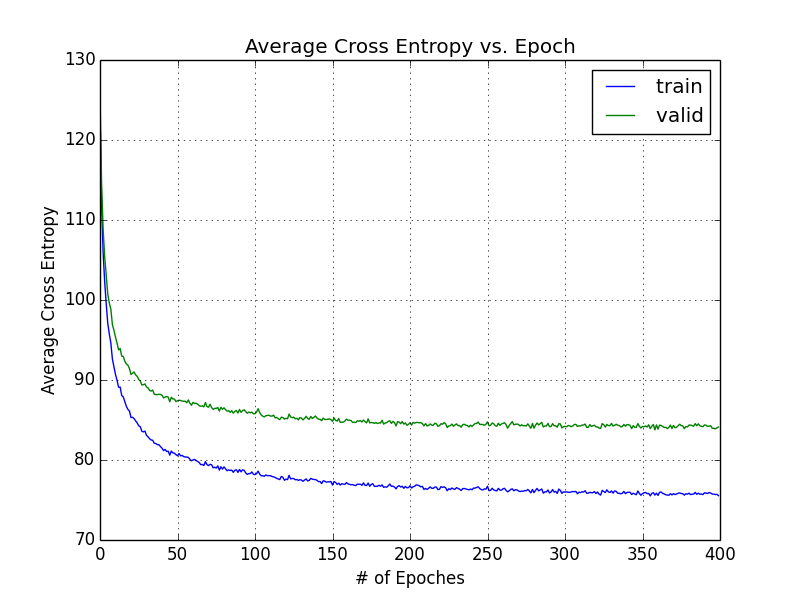 Average Cross Entropy vs. Epoch
130
120
110
100
90
80
70
Average Cross Entropy
train
valid
0 50 100 150 200 250 300 350 400
# of Epoches